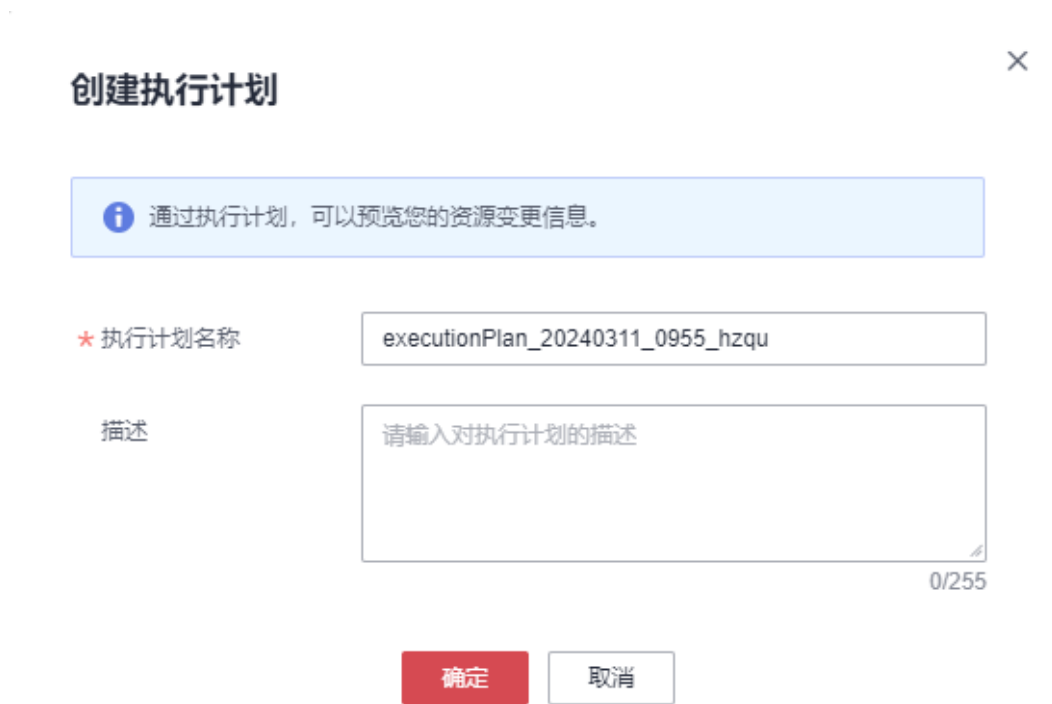 创建执行计划
通过执行计划，可以预览您的资源变更信息。
* 执行计划名称
executionPlan_20240311_0955_hzqu
描述
请输入对执行计划的描述
0/255
确定
取消